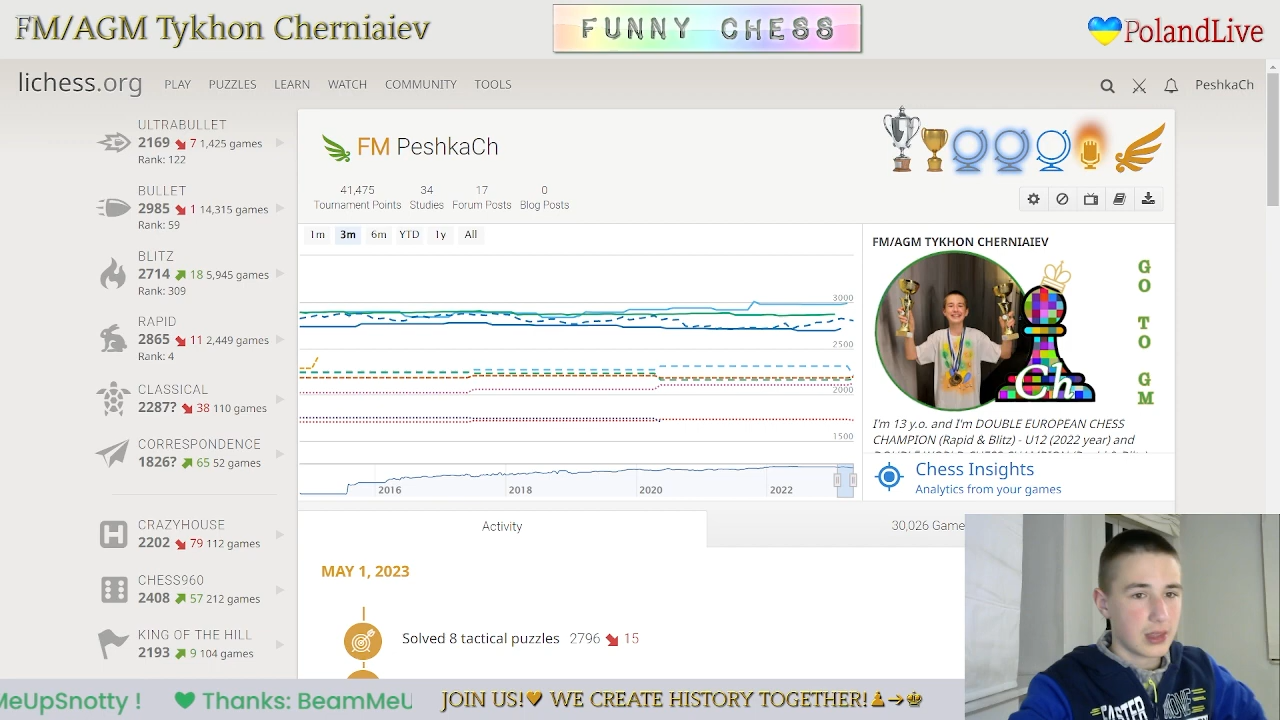 FM/AGM Tykhon Cherniaiev
FUNNY CHESS
PolandLive
lichess.org PLAY PUZZLES LEARN WATCH COMMUNITY TOOLS PeshkaCh
ULTRABULLET
2169 7 1,425 games
Rank: 122
BULLET
2985 1 14,315 games
Rank: 59
BLITZ
2714 18 5,945 games
Rank: 309
RAPID
2865 11 2,449 games
Rank: 4
CLASSICAL
2287? 38 110 games
CORRESPONDENCE
1826? 65 52 games
CRAZYHOUSE
2202 79 112 games
CHESS960
2408 57 212 games
KING OF THE HILL
2193 9 104 games
FM PeshkaCh
41,475 34 17 0
Tournament Points Studies Forum Posts Blog Posts
1m 3m 6m YTD 1y All
3000
2500
2000
1500
2016 2018 2020 2022
FM/AGM TYKHON CHERNIAIEV
Ch
GO TO GM
I'm 13 y.o. and I'm DOUBLE EUROPEAN CHESS
CHAMPION (Rapid & Blitz) - U12 (2022 year) and
Chess Insights
Analytics from your games
Activity 30,026 Game
MAY 1, 2023
Solved 8 tactical puzzles 2796 15
MeUpSnotty ! Thanks: BeamMeU
JOIN US! WE CREATE HISTORY TOGETHER!